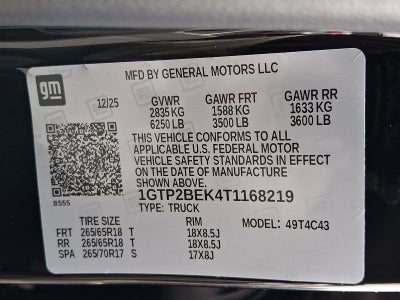 gm
MFD BY GENERAL MOTORS LLC
12/25 GVWR GAWR FRT GAWR RR
2835 KG 1588 KG 1633 KG
6250 LB 3500 LB 3600 LB
THIS VEHICLE CONFORMS TO ALL
APPLICABLE U.S. FEDERAL MOTOR
VEHICLE SAFETY STANDARDS IN EFFECT
ON THE DATE OF MANUFACTURE
SHOWN ABOVE.
1GTP2BEK4T1168219
TYPE: TRUCK
B555
TIRE SIZE RIM MODEL: 49T4C43
FRT 265/65R18 T 18X8.5J
RR 265/65R18 T 18X8.5J
SPA 265/70R17 S 17X8J